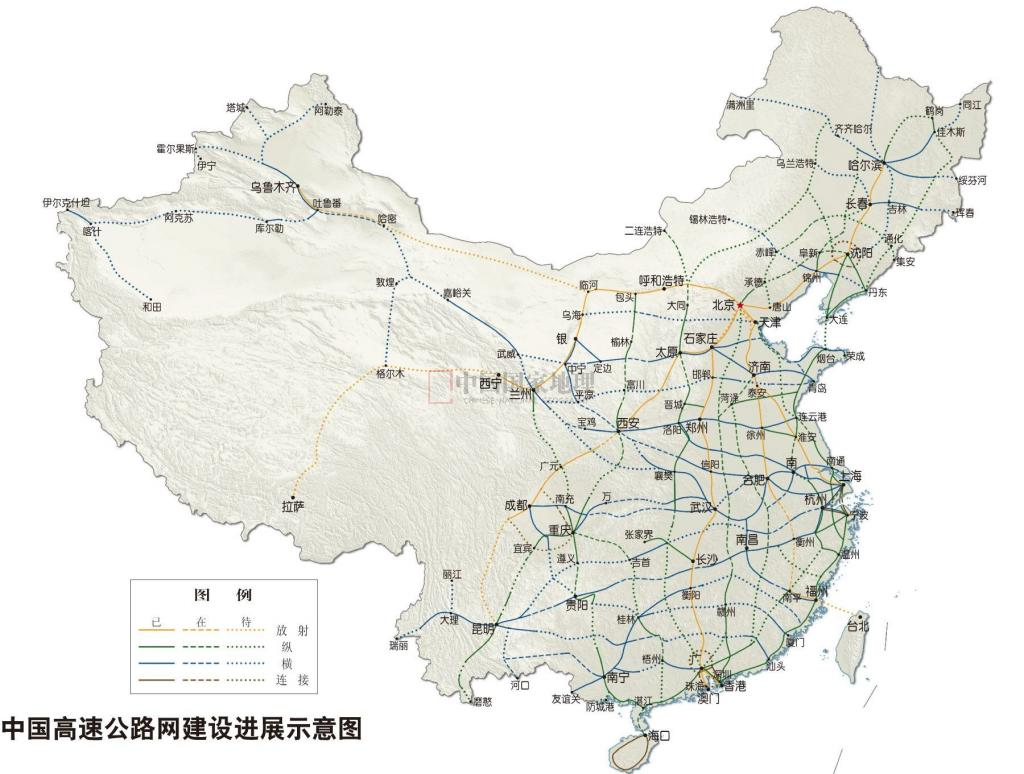 塔城
阿勒泰
霍尔果斯
伊宁
乌鲁木齐
吐鲁番
伊尔克什坦
喀什
阿克苏
库尔勒
哈密
和田
敦煌
嘉峪关
格尔木
拉萨
满洲里
齐齐哈尔
鹤岗
同江
佳木斯
乌兰浩特
哈尔滨
绥芬河
长春
吉林
珲春
锡林浩特
二连浩特
赤峰
阜新
沈阳
通化
集安
临河
包头
呼和浩特
大同
北京
承德
唐山
锦州
丹东
大连
天津
乌海
银
榆林
太原
石家庄
武威
西宁
兰州
中宁
定边
中国国家地理
平凉
富川
邯郸
济南
烟台
荣成
青岛
泰安
菏泽
晋城
宝鸡
西安
洛阳
郑州
徐州
连云港
淮安
广元
襄樊
信阳
合肥
南
南通
上海
成都
南充
万
武汉
杭州
宁波
重庆
宜宾
遵义
张家界
吉首
长沙
南昌
衢州
温州
丽江
大理
瑞丽
昆明
贵阳
桂林
衡阳
赣州
南平
福州
台北
厦门
汕头
梧州
广
深圳
珠海
香港
澳门
南宁
河口
磨憨
友谊关
防城港
湛江
海口
图 例
已 在 待
放 射
纵
横
连 接
中国高速公路网建设进展示意图